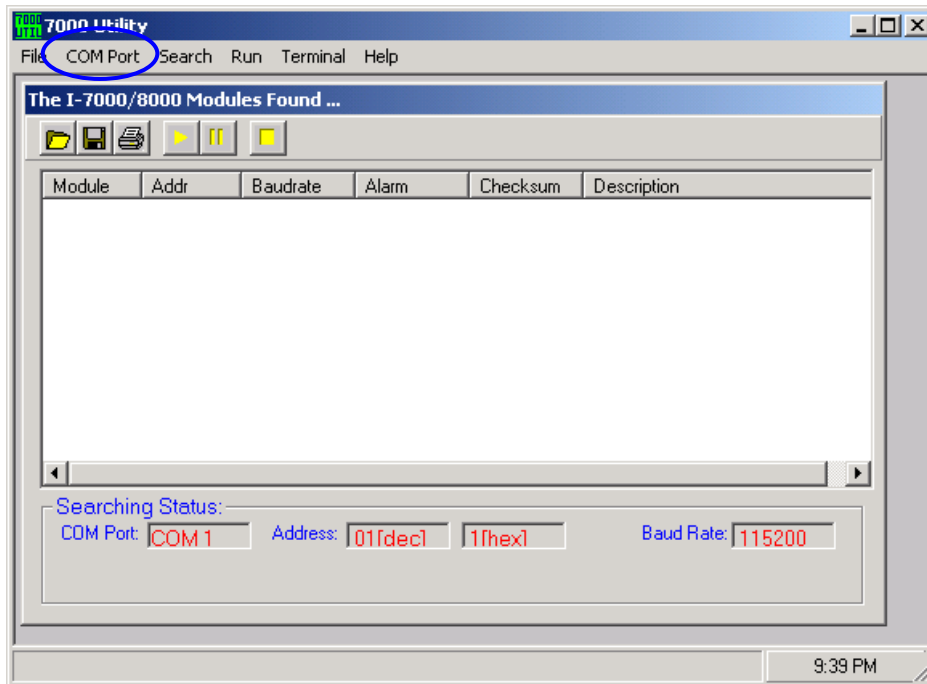 7000 UTIL 7000 Utility
File COM Port Search Run Terminal Help
The I-7000/8000 Modules Found ...
Module Addr Baudrate Alarm Checksum Description
Searching Status:
COM Port: COM 1 Address: 01[dec] 1[hex] Baud Rate: 115200
9:39 PM